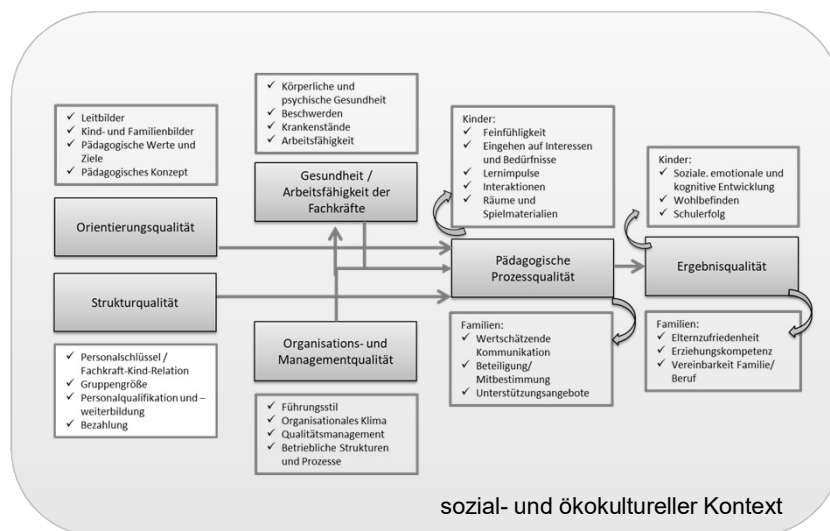 ✓ Leitbilder
✓ Kind- und Familienbilder
✓ Pädagogische Werte und
Ziele
✓ Pädagogisches Konzept
Orientierungsqualität
Strukturqualität
✓ Personalschlüssel /
Fachkraft-Kind-Relation
✓ Gruppengröße
✓ Personalqualifikation und –
weiterbildung
✓ Bezahlung
✓ Körperliche und
psychische Gesundheit
✓ Beschwerden
✓ Krankenstände
✓ Arbeitsfähigkeit
Gesundheit /
Arbeitsfähigkeit der
Fachkräfte
Organisations- und
Managementqualität
✓ Führungsstil
✓ Organisationales Klima
✓ Qualitätsmanagement
✓ Betriebliche Strukturen
und Prozesse
Kinder:
✓ Feinfühligkeit
✓ Eingehen auf Interessen
und Bedürfnisse
✓ Lernimpulse
✓ Interaktionen
✓ Räume und
Spielmaterialien
Pädagogische
Prozessqualität
Familien:
✓ Wertschätzende
Kommunikation
✓ Beteiligung/
Mitbestimmung
✓ Unterstützungsangebote
Kinder:
✓ Soziale. emotionale und
kognitive Entwicklung
✓ Wohlbefinden
✓ Schulerfolg
Ergebnisqualität
Familien:
✓ Elternzufriedenheit
✓ Erziehungskompetenz
✓ Vereinbarkeit Familie/
Beruf
sozial- und ökokultureller Kontext